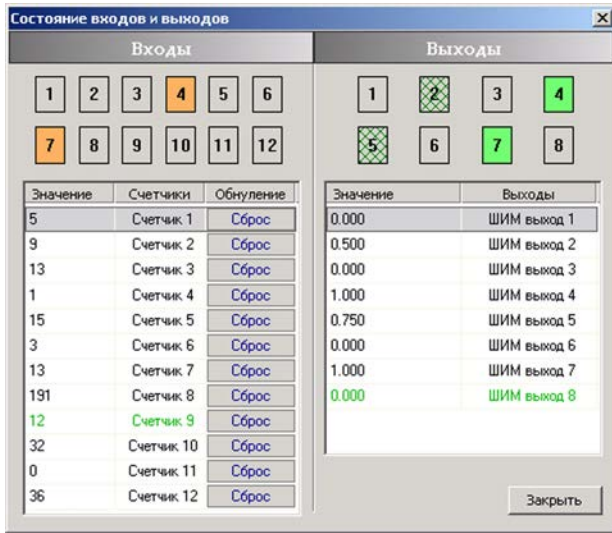 Состояние входов и выходов
Входы
1 2 3 4 5 6
7 8 9 10 11 12
Значение Счетчики Обнуление
5 Счетчик 1 Сброс
9 Счетчик 2 Сброс
13 Счетчик 3 Сброс
1 Счетчик 4 Сброс
15 Счетчик 5 Сброс
3 Счетчик 6 Сброс
13 Счетчик 7 Сброс
191 Счетчик 8 Сброс
12 Счетчик 9 Сброс
32 Счетчик 10 Сброс
0 Счетчик 11 Сброс
36 Счетчик 12 Сброс
Выходы
1 2 3 4
5 6 7 8
Значение Выходы
0.000 ШИМ выход 1
0.500 ШИМ выход 2
0.000 ШИМ выход 3
1.000 ШИМ выход 4
0.750 ШИМ выход 5
0.000 ШИМ выход 6
1.000 ШИМ выход 7
0.000 ШИМ выход 8
Закрыть